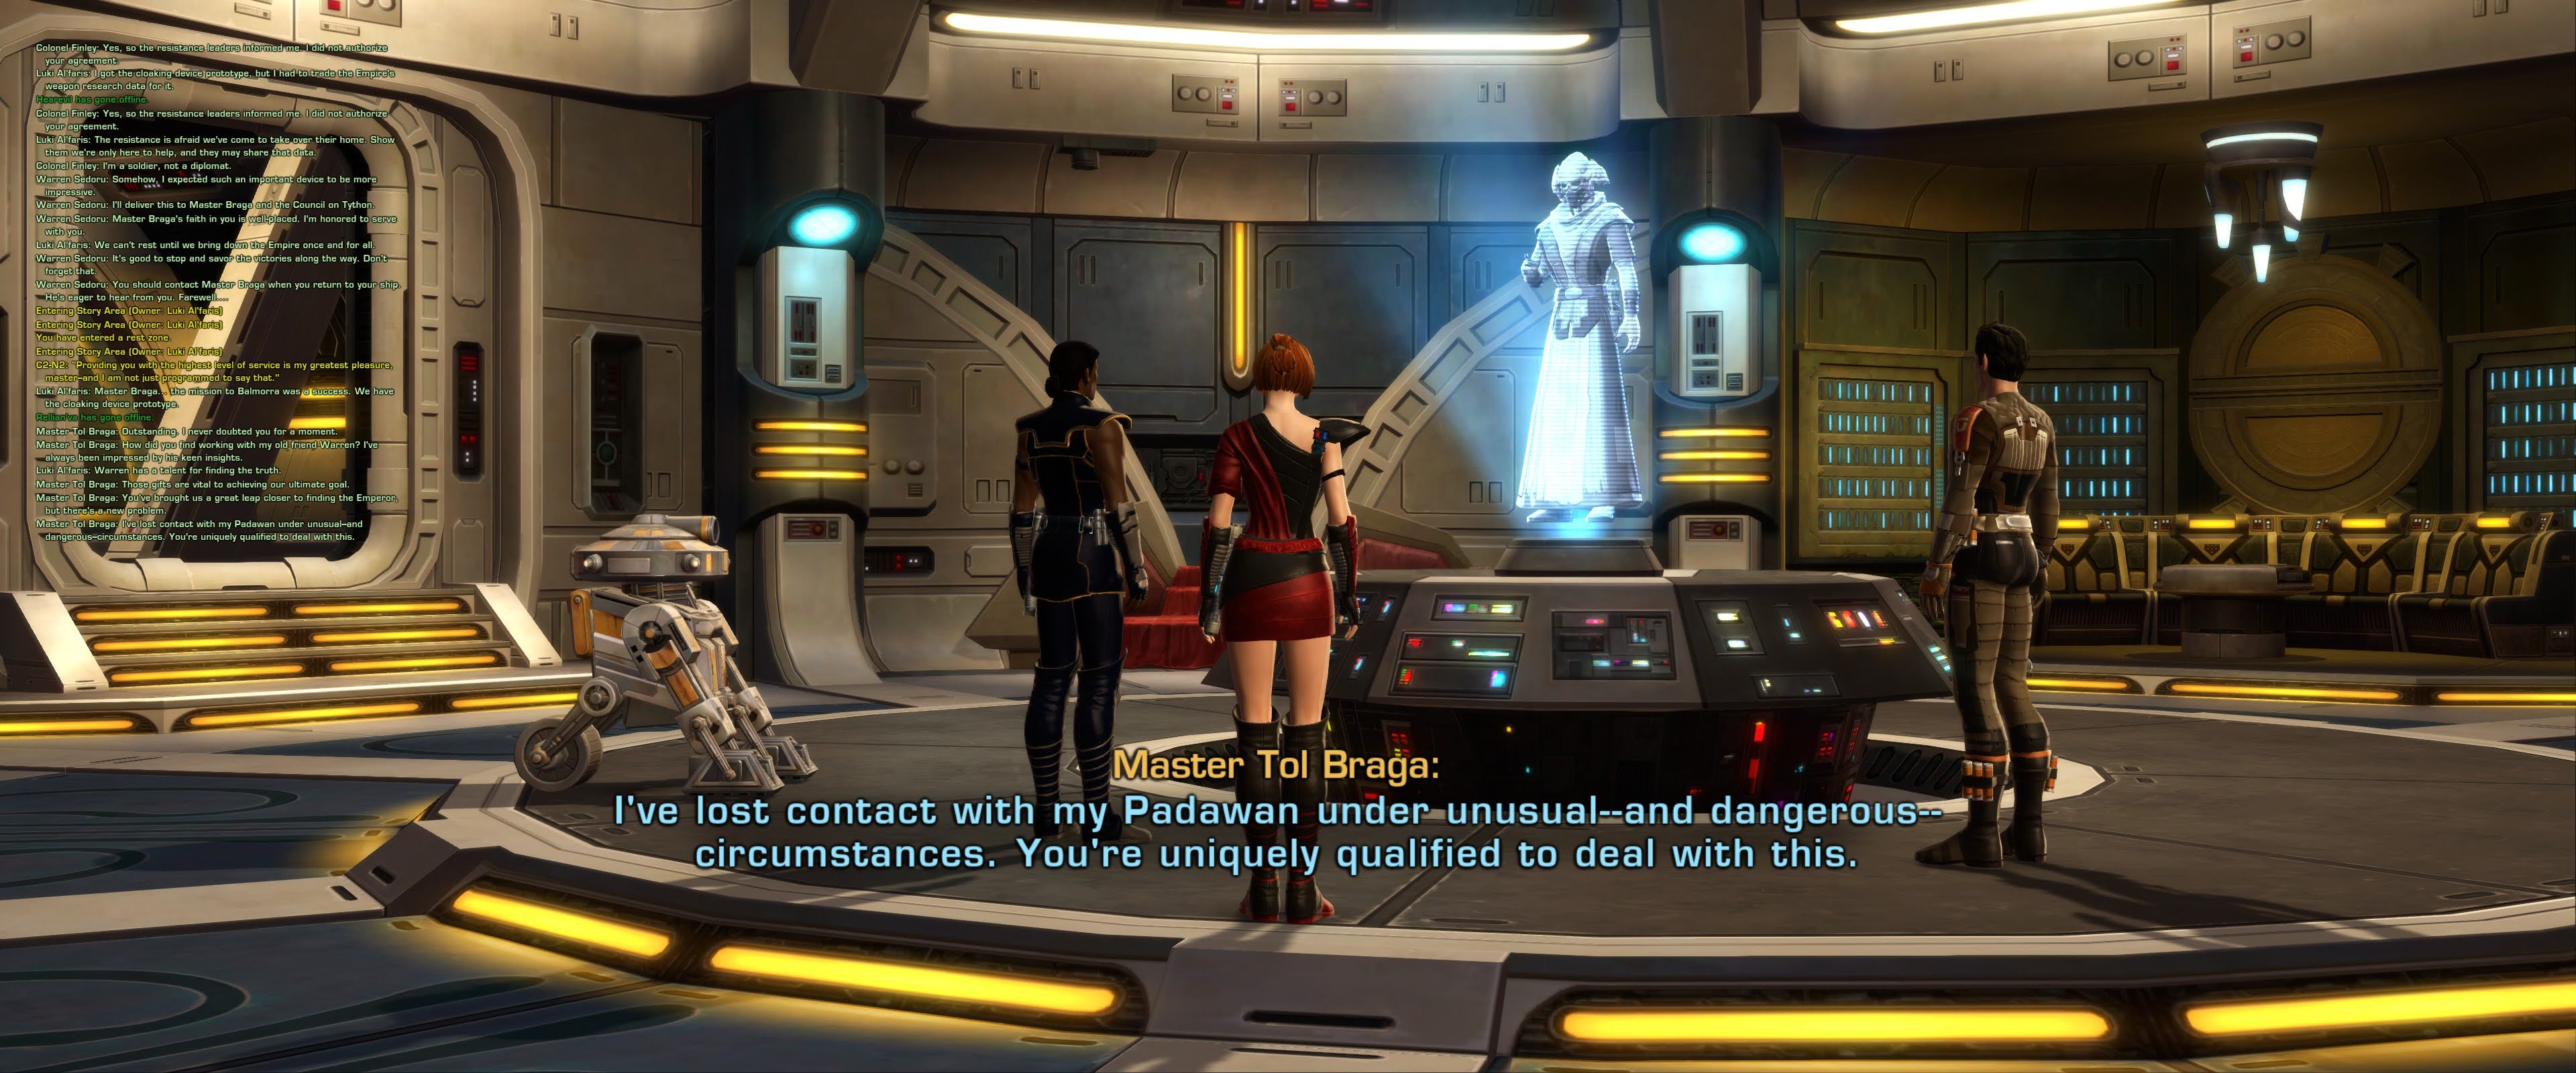 Colonel Finley: Yes, so the resistance leaders informed me. I did not authorize
your agreement.
Luki Al'faris: I got the cloaking device prototype, but I had to trade the Empire's
weapon research data for it.
Hearevil has gone offline.
Colonel Finley: Yes, so the resistance leaders informed me. I did not authorize
your agreement.
Luki Al'faris: The resistance is afraid we've come to take over their home. Show
them we're only here to help, and they may share that data.
Colonel Finley: I'm a soldier, not a diplomat.
Warren Sedoru: Somehow, I expected such an important device to be more
impressive.
Warren Sedoru: I'll deliver this to Master Braga and the Council on Tython.
Warren Sedoru: Master Braga's faith in you is well-placed. I'm honored to serve
with you.
Luki Al'faris: We can't rest until we bring down the Empire once and for all.
Warren Sedoru: It's good to stop and savor the victories along the way. Don't
forget that.
Warren Sedoru: You should contact Master Braga when you return to your ship.
He's eager to hear from you. Farewell....
Entering Story Area (Owner: Luki Al'faris)
Entering Story Area (Owner: Luki Al'faris)
You have entered a rest zone.
Entering Story Area (Owner: Luki Al'faris)
C2-N2: "Providing you with the highest level of service is my greatest pleasure,
master–and I am not just programmed to say that."
Luki Al'faris: Master Braga... the mission to Balmorra was a success. We have
the cloaking device prototype.
has gone offline.
Master Tol Braga: Outstanding. I never doubted you for a moment.
Master Tol Braga: How did you find working with my old friend Warren? I've
always been impressed by his keen insights.
Luki Al'faris: Warren has a talent for finding the truth.
Master Tol Braga: Those gifts are vital to achieving our ultimate goal.
Master Tol Braga: You've brought us a great leap closer to finding the Emperor,
but there's a new problem.
Master Tol Braga: I've lost contact with my Padawan under unusual–and
dangerous–circumstances. You're uniquely qualified to deal with this.
Master Tol Braga:
I've lost contact with my Padawan under unusual--and dangerous--
circumstances. You're uniquely qualified to deal with this.